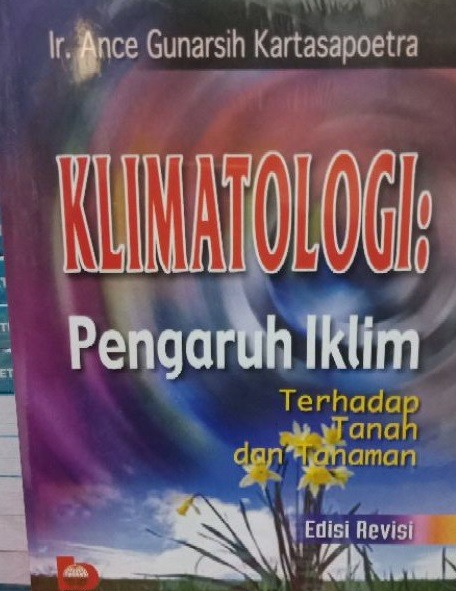 Ir. Ance Gunarsih Kartasapoetra
KLIMATOLOGI:
Pengaruh Iklim
Terhadap
Tanah
dan Tanaman
Edisi Revisi